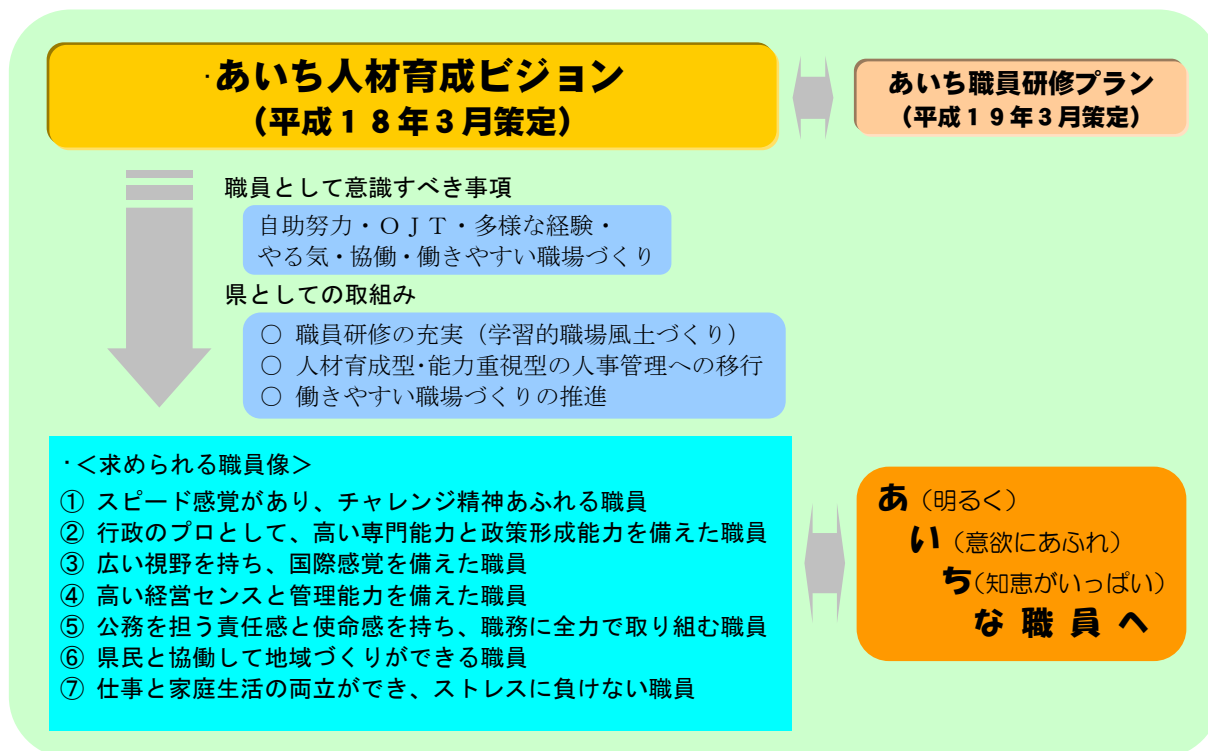 ・あいち人材育成ビジョン
(平成18年3月策定)
あいち職員研修プラン
(平成19年3月策定)
職員として意識すべき事項
自助努力・OJT・多様な経験・
やる気・協働・働きやすい職場づくり
県としての取組み
○ 職員研修の充実(学習的職場風土づくり)
○ 人材育成型・能力重視型の人事管理への移行
○ 働きやすい職場づくりの推進
・<求められる職員像>
① スピード感覚があり、チャレンジ精神あふれる職員
② 行政のプロとして、高い専門能力と政策形成能力を備えた職員
③ 広い視野を持ち、国際感覚を備えた職員
④ 高い経営センスと管理能力を備えた職員
⑤ 公務を担う責任感と使命感を持ち、職務に全力で取り組む職員
⑥ 県民と協働して地域づくりができる職員
⑦ 仕事と家庭生活の両立ができ、ストレスに負けない職員
あ(明るく)
い(意欲にあふれ)
ち(知恵がいっぱい)
な職員へ